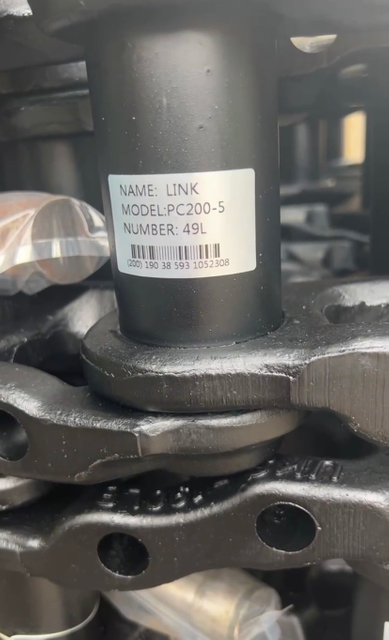 NAME: LINK
MODEL:PC200-5
NUMBER: 49L
(200) 190 38 593 1052308